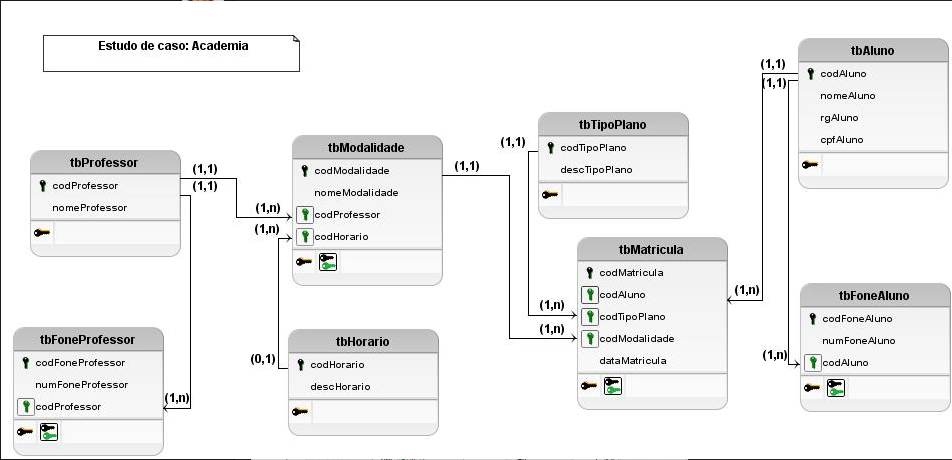 Estudo de caso: Academia
tbProfessor
codProfessor
nomeProfessor
(1,1)
(1,1)
(1,n)
(1,n)
tbModalidade
codModalidade
nomeModalidade
codProfessor
codHorario
(1,1)
tbTipoPlano
codTipoPlano
descTipoPlano
(1,1)
tbAluno
codAluno
nomeAluno
rgAluno
cpfAluno
(1,1)
(1,1)
tbMatricula
codMatricula
codAluno
codTipoPlano
codModalidade
dataMatricula
(1,n)
(1,n)
(1,n)
tbFoneAluno
codFoneAluno
numFoneAluno
codAluno
(1,n)
tbFoneProfessor
codFoneProfessor
numFoneProfessor
codProfessor
(1,n)
tbHorario
codHorario
descHorario
(0,1)